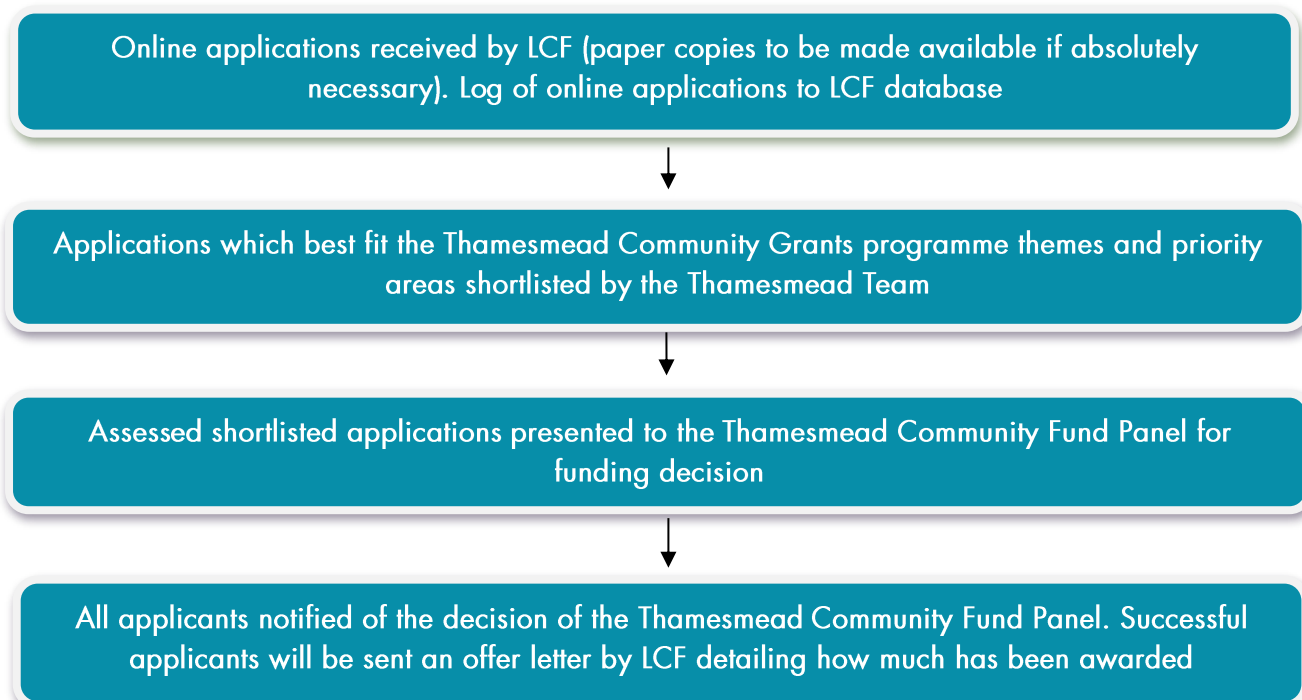 Online applications received by LCF (paper copies to be made available if absolutely
necessary). Log of online applications to LCF database
Applications which best fit the Thamesmead Community Grants programme themes and priority
areas shortlisted by the Thamesmead Team
Assessed shortlisted applications presented to the Thamesmead Community Fund Panel for
funding decision
All applicants notified of the decision of the Thamesmead Community Fund Panel. Successful
applicants will be sent an offer letter by LCF detailing how much has been awarded